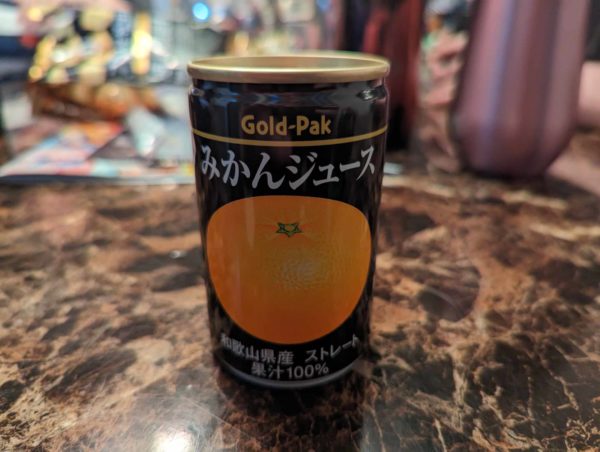 Gold-Pak
みかんジュース
和歌山県産 ストレート
果汁100%